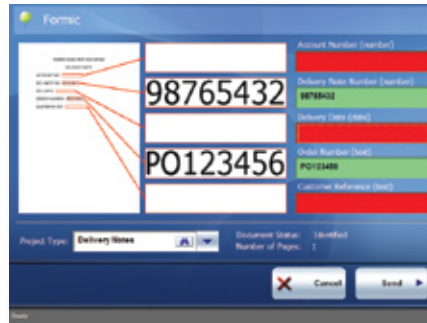 Formic
Account Number (number)
98765432
Delivery Note Number (number)
98765432
Delivery Date (date)
PO123456
Order Number (text)
PO123456
Customer Reference (text)
Project Type:
Delivery Notes
Document Status: Identified
Number of Pages: 1
Cancel
Send
Ready